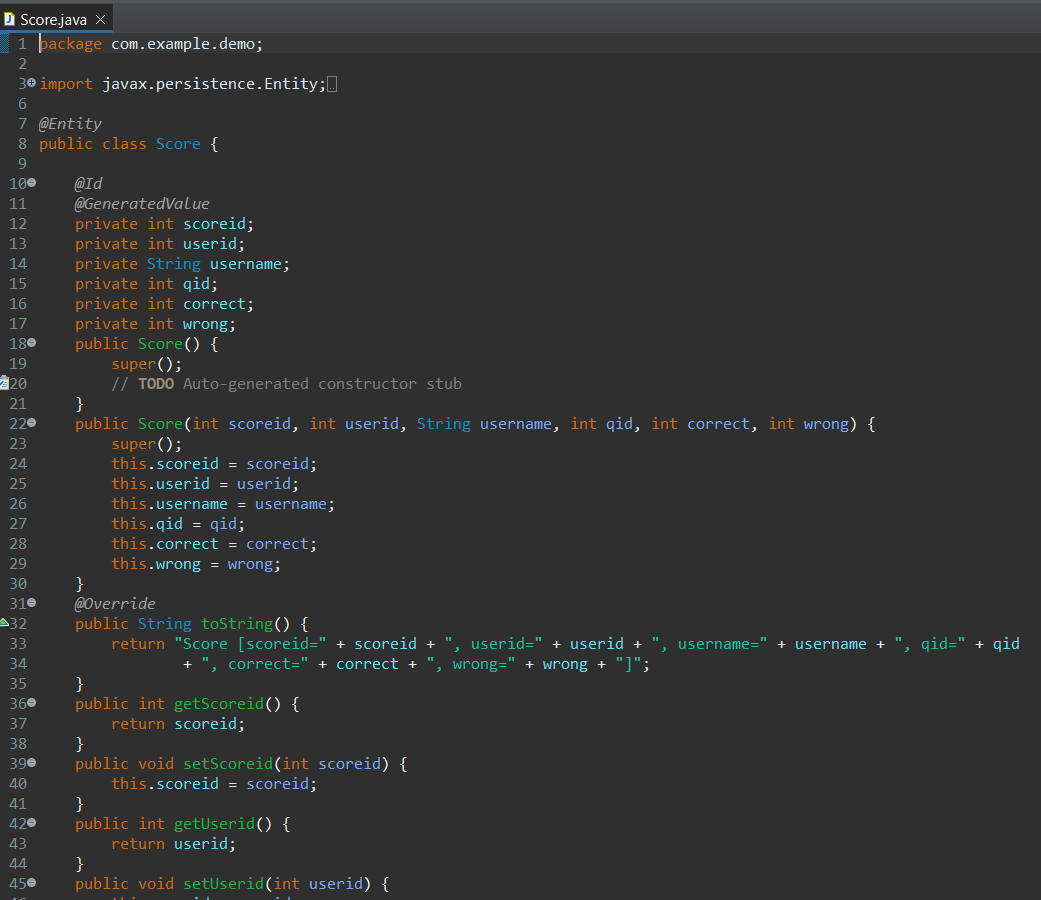 Score.java
1 package com.example.demo;
2
3 import javax.persistence.Entity;
6
7 @Entity
8 public class Score {
9
10 @Id
11 @GeneratedValue
12 private int scoreid;
13 private int userid;
14 private String username;
15 private int qid;
16 private int correct;
17 private int wrong;
18 public Score() {
19 super();
20 // TODO Auto-generated constructor stub
21 }
22 public Score(int scoreid, int userid, String username, int qid, int correct, int wrong) {
23 super();
24 this.scoreid = scoreid;
25 this.userid = userid;
26 this.username = username;
27 this.qid = qid;
28 this.correct = correct;
29 this.wrong = wrong;
30 }
31 @Override
32 public String toString() {
33 return "Score [scoreid=" + scoreid + ", userid=" + userid + ", username=" + username + ", qid=" + qid
34 + ", correct=" + correct + ", wrong=" + wrong + "]";
35 }
36 public int getScoreid() {
37 return scoreid;
38 }
39 public void setScoreid(int scoreid) {
40 this.scoreid = scoreid;
41 }
42 public int getUserid() {
43 return userid;
44 }
45 public void setUserid(int userid) {